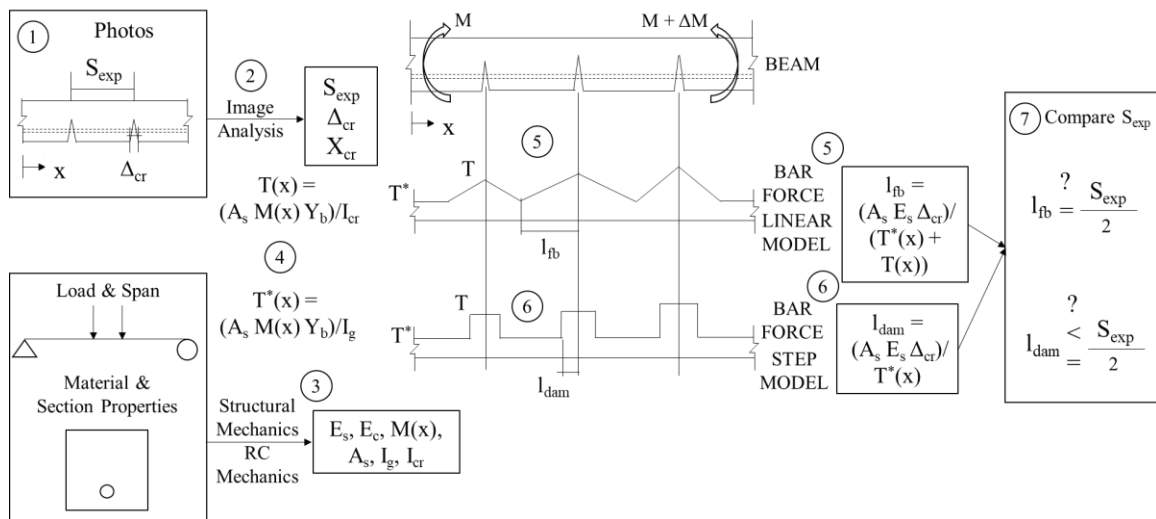 1
Photos
S_exp
x
Δ_cr
2
Image
Analysis
S_exp
Δ_cr
X_cr
T(x) =
(A_s M(x) Y_b)/I_cr
4
T*(x) =
(A_s M(x) Y_b)/I_g
Load & Span
Material &
Section Properties
3
Structural
Mechanics
RC
Mechanics
E_s, E_c, M(x),
A_s, I_g, I_cr
M
M + ΔM
BEAM
x
5
T
T*
BAR
FORCE
LINEAR
MODEL
l_fb
6
T
T*
BAR
FORCE
STEP
MODEL
l_dam
5
l_fb =
(A_s E_s Δ_cr)/
(T*(x) +
T(x))
6
l_dam =
(A_s E_s Δ_cr)/
T*(x)
7
Compare S_exp
?
l_fb = S_exp
2
?
<
l_dam = S_exp
2